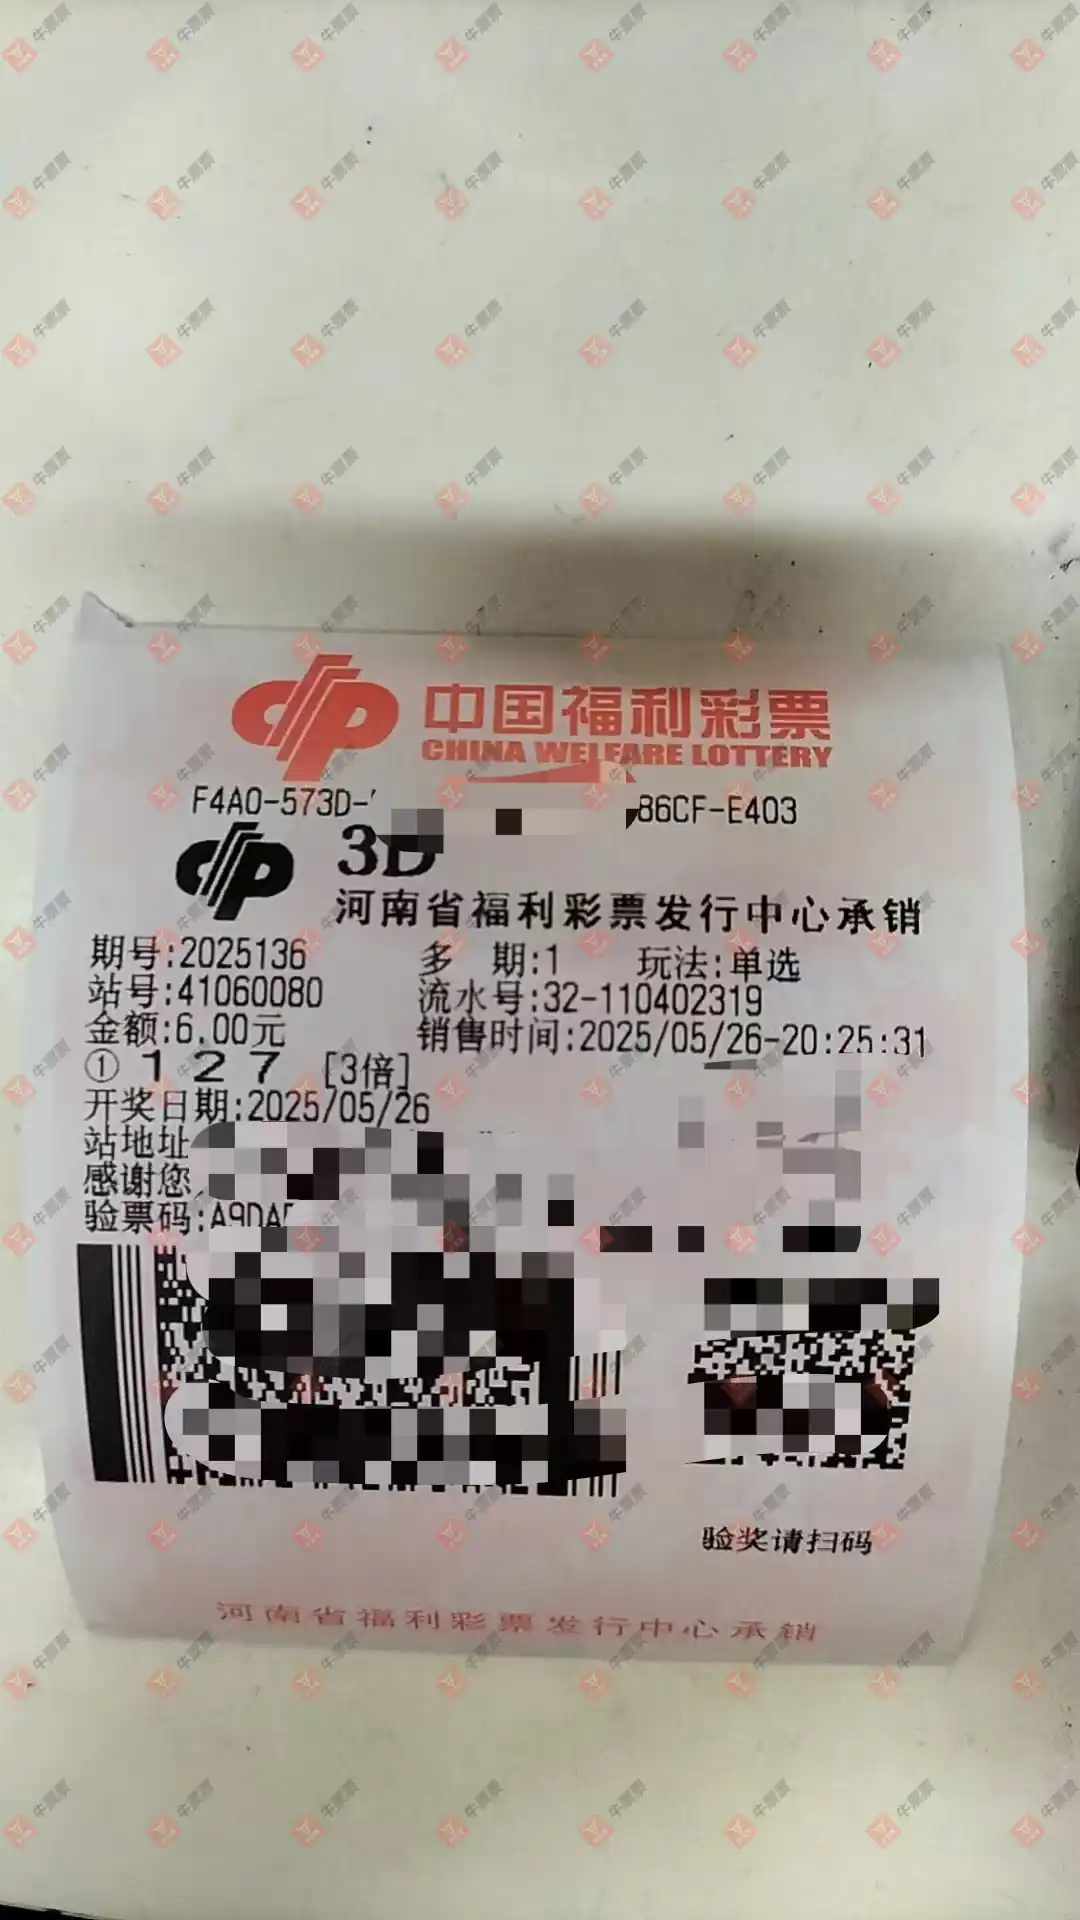 中国福利彩票
CHINA WELFARE LOTTERY
F4A0-573D- 86CF-E403
3D
河南省福利彩票发行中心承销
期号:2025136 多 期:1 玩法:单选
站号:41060080 流水号:32-110402319
金额:6.00元 销售时间:2025/05/26-20:25:31
① 1 2 7 [3倍]
开奖日期:2025/05/26
站地址
感谢您
验票码:A9DA
验奖请扫码
河南省福利彩票发行中心承销
牛票票